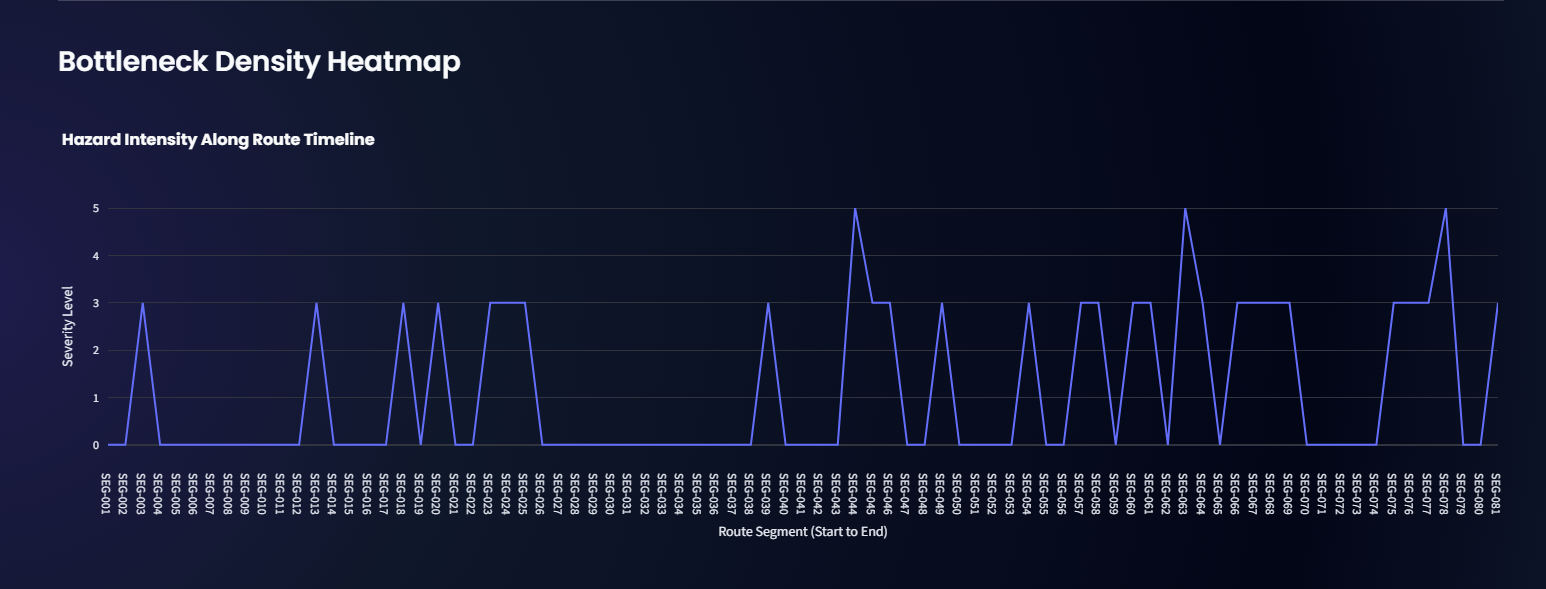 Bottleneck Density Heatmap
Hazard Intensity Along Route Timeline
5
4
3
2
1
0
Severity Level
SEG-001
SEG-002
SEG-003
SEG-004
SEG-005
SEG-006
SEG-007
SEG-008
SEG-009
SEG-010
SEG-011
SEG-012
SEG-013
SEG-014
SEG-015
SEG-016
SEG-017
SEG-018
SEG-019
SEG-020
SEG-021
SEG-022
SEG-023
SEG-024
SEG-025
SEG-026
SEG-027
SEG-028
SEG-029
SEG-030
SEG-031
SEG-032
SEG-033
SEG-034
SEG-035
SEG-036
SEG-037
SEG-038
SEG-039
SEG-040
SEG-041
SEG-042
SEG-043
SEG-044
SEG-045
SEG-046
SEG-047
SEG-048
SEG-049
SEG-050
SEG-051
SEG-052
SEG-053
SEG-054
SEG-055
SEG-056
SEG-057
SEG-058
SEG-059
SEG-060
SEG-061
SEG-062
SEG-063
SEG-064
SEG-065
SEG-066
SEG-067
SEG-068
SEG-069
SEG-070
SEG-071
SEG-072
SEG-073
SEG-074
SEG-075
SEG-076
SEG-077
SEG-078
SEG-079
SEG-080
SEG-081
Route Segment (Start to End)